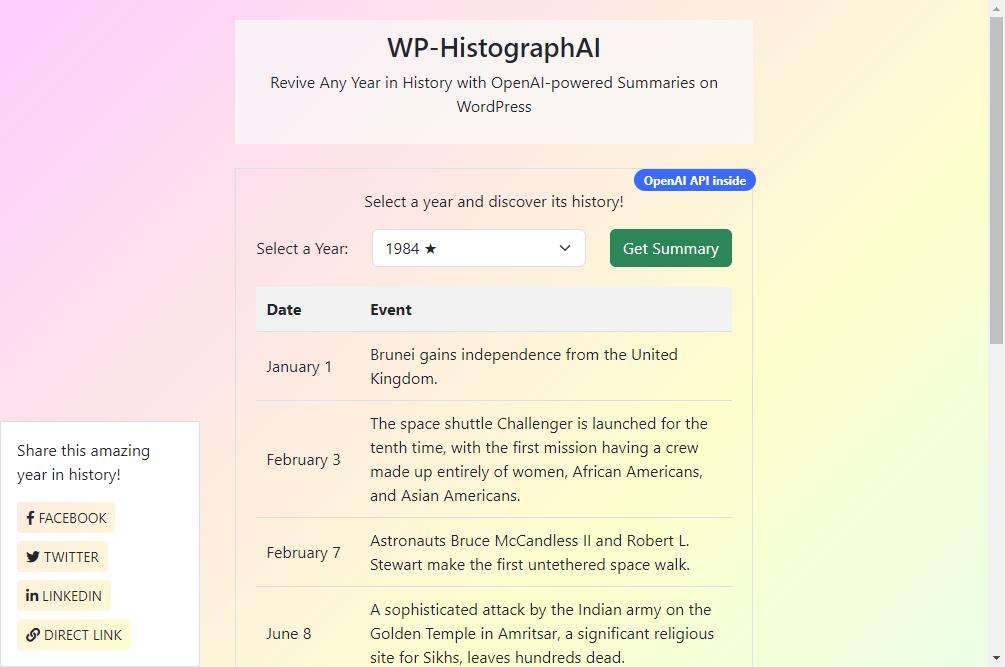 WP-HistographAI
Revive Any Year in History with OpenAI-powered Summaries on
WordPress
OpenAI API inside
Select a year and discover its history!
Select a Year:
1984 ★
Get Summary
Date Event
January 1
Brunei gains independence from the United
Kingdom.
February 3
The space shuttle Challenger is launched for the
tenth time, with the first mission having a crew
made up entirely of women, African Americans,
and Asian Americans.
February 7
Astronauts Bruce McCandless II and Robert L.
Stewart make the first untethered space walk.
June 8
A sophisticated attack by the Indian army on the
Golden Temple in Amritsar, a significant religious
site for Sikhs, leaves hundreds dead.
Share this amazing
year in history!
FACEBOOK
TWITTER
LINKEDIN
DIRECT LINK